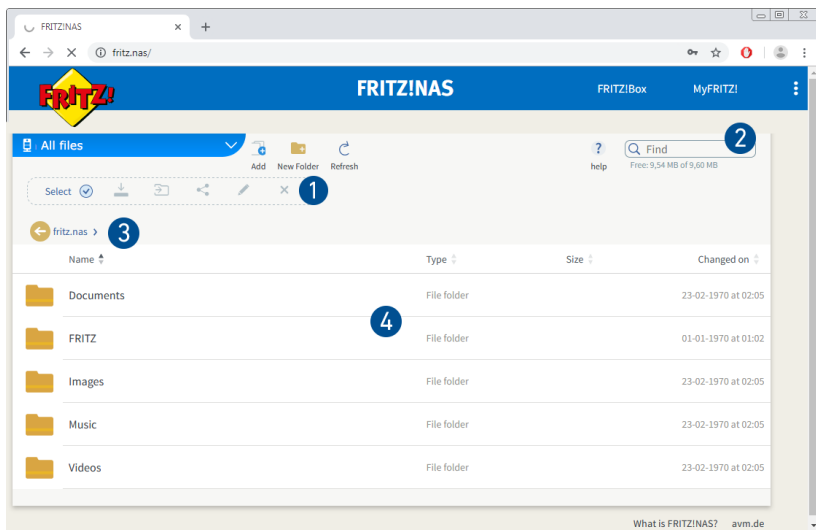 FRITZ!NAS
fritz.nas/
FRITZ! FRITZ!NAS FRITZ!Box MyFRITZ!
All files
Add New Folder Refresh
? help
Find 2
Free: 9,54 MB of 9,60 MB
Select 1
fritz.nas 3
Name Type Size Changed on
Documents File folder 23-02-1970 at 02:05
4
FRITZ File folder 01-01-1970 at 01:02
Images File folder 23-02-1970 at 02:05
Music File folder 23-02-1970 at 02:05
Videos File folder 23-02-1970 at 02:05
What is FRITZ!NAS? avm.de